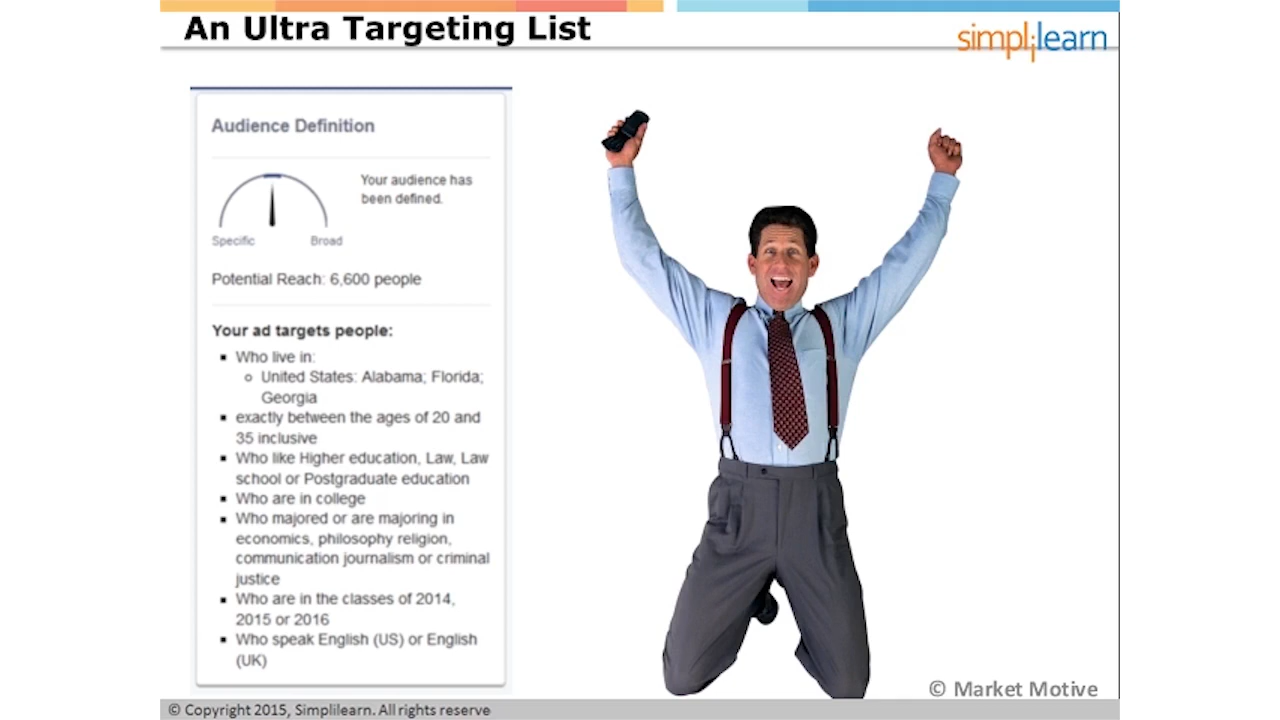 An Ultra Targeting List
simplilearn
Audience Definition
Your audience has
been defined.
Specific
Broad
Potential Reach: 6,600 people
Your ad targets people:
Who live in:
United States: Alabama; Florida;
Georgia
exactly between the ages of 20 and
35 inclusive
Who like Higher education, Law, Law
school or Postgraduate education
Who are in college
Who majored or are majoring in
economics, philosophy religion,
communication journalism or criminal
justice
Who are in the classes of 2014,
2015 or 2016
Who speak English (US) or English
(UK)
© Market Motive
© Copyright 2015, Simplilearn. All rights reserve